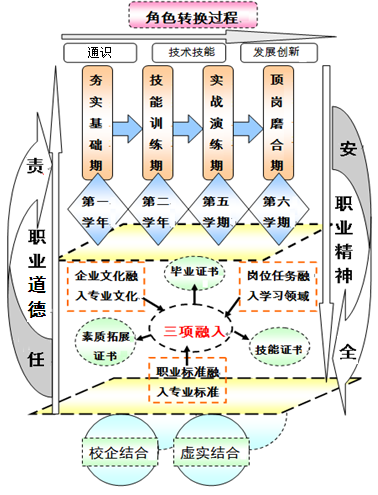 角色转换过程
通识
技术技能
发展创新
夯实基础期
技能训练期
实战演练期
顶岗磨合期
第一
学年
第二
学年
第五
学期
第六
学期
责
任
职业道德
安
全
职业精神
企业文化融
入专业文化
毕业证书
岗位任务融
入学习领域
素质拓展
证书
三项融入
技能证书
职业标准融
入专业标准
校企结合
虚实结合